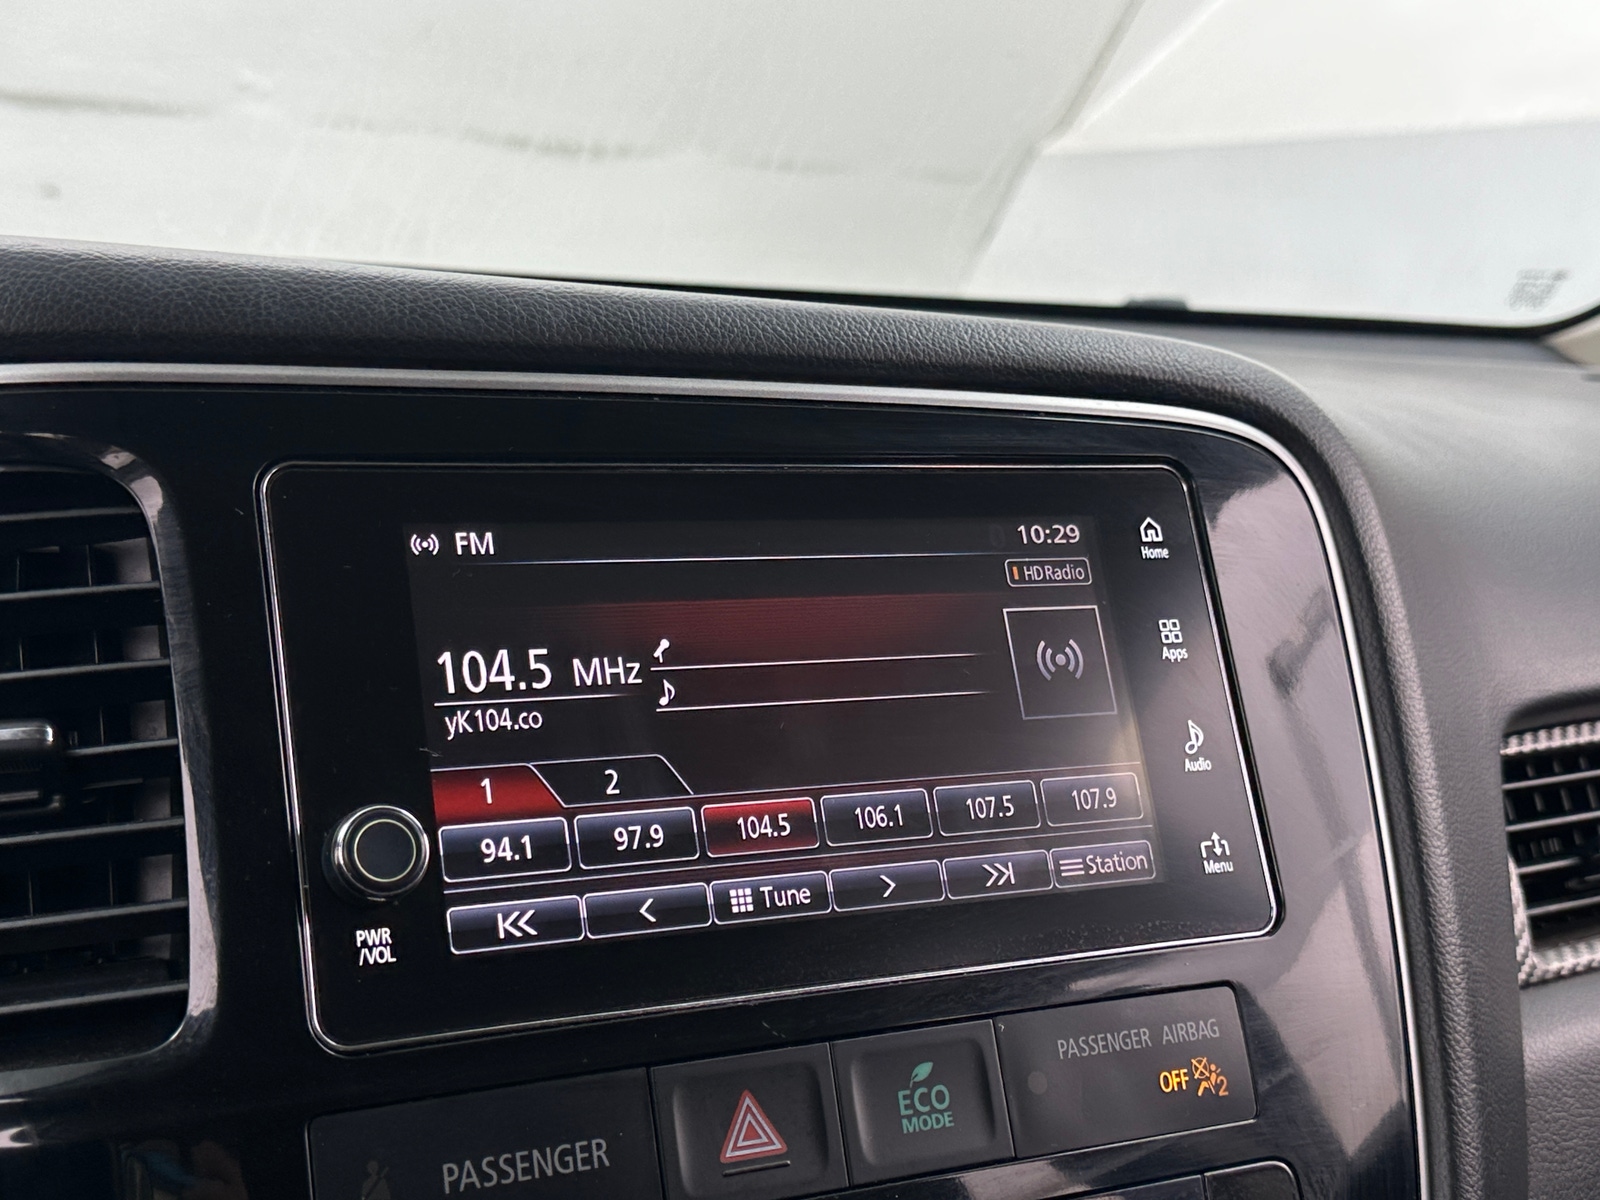 FM
10:29
HD Radio
Home
104.5 MHz
Apps
yK104.co
Audio
1
2
94.1
97.9
104.5
106.1
107.5
107.9
Tune
Station
Menu
PWR
/VOL
PASSENGER AIRBAG
OFF
2
ECO
MODE
PASSENGER